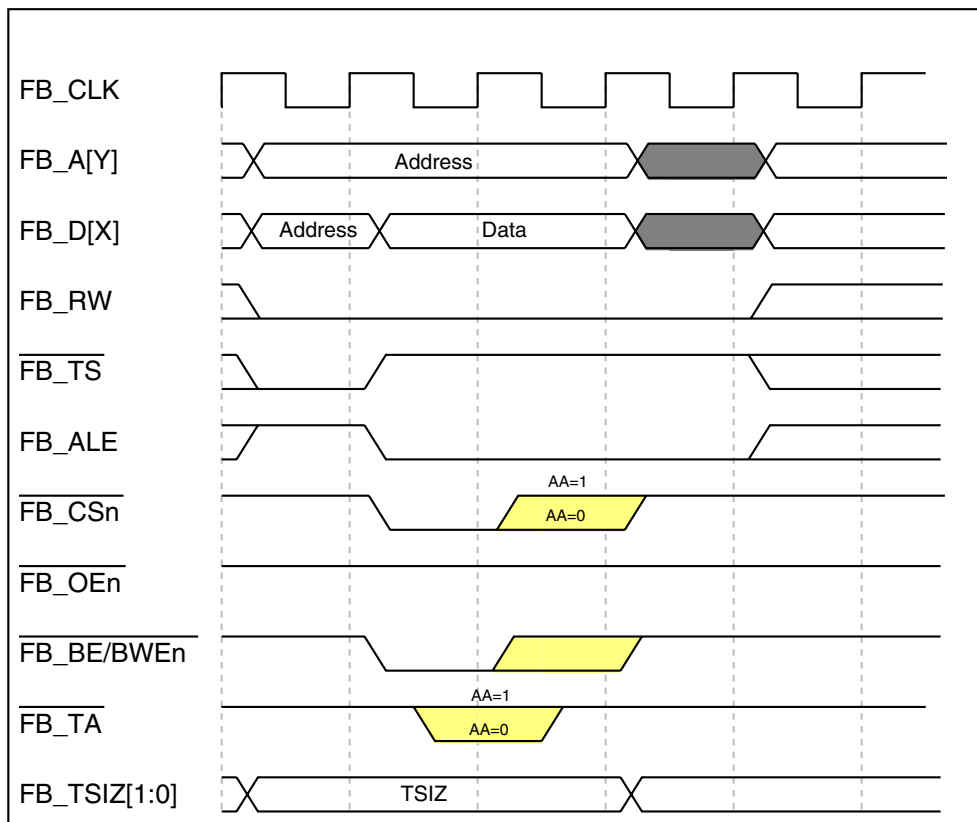 FB_CLK
FB_A[Y] Address
FB_D[X] Address Data
FB_RW
FB_TS
FB_ALE
AA=1
FB_CSn AA=0
FB_OEn
FB_BE/BWEn
AA=1
FB_TA AA=0
FB_TSIZ[1:0] TSIZ